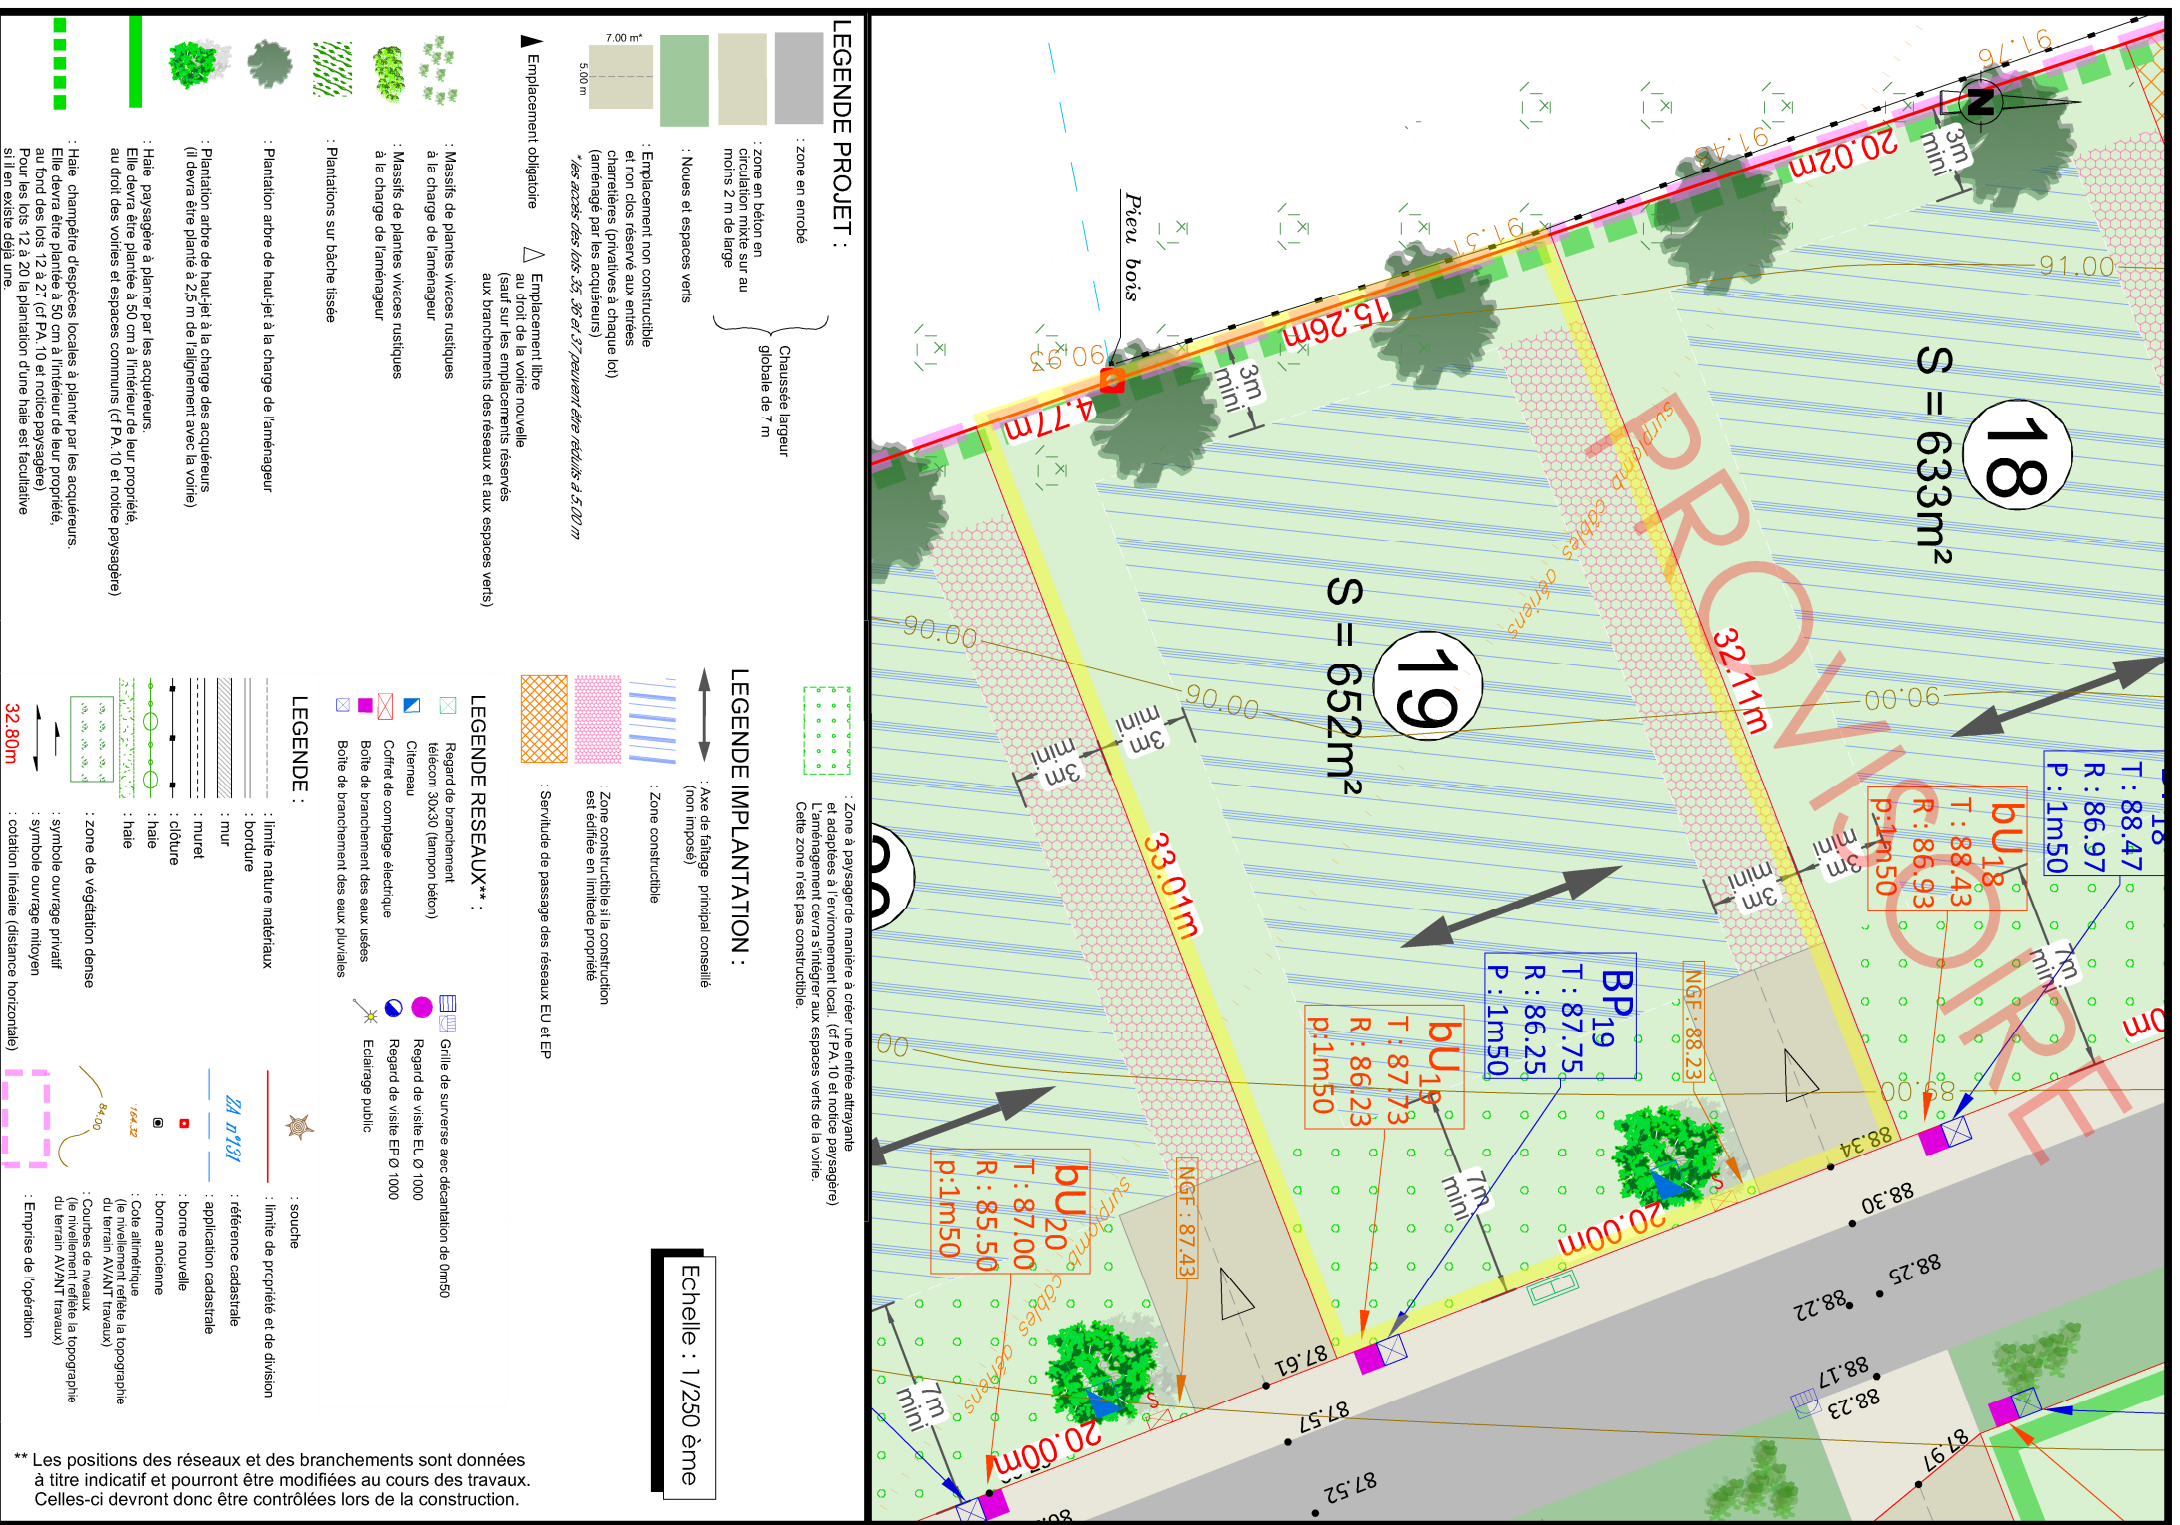 LEGENDE PROJET :
: zone en enrobé
: zone en béton en
circulation mixte sur au
moins 2 m de large
Chaussée largeur
globale de 7 m
: Noues et espaces verts
7.00 m*
5.00 m
: Emplacement non constructible
et non clos réservé aux entrées
charretières (privatives à chaque lot)
(aménagé par les acquéreurs)
*les accès des lots 35, 36 et 37 peuvent être réduits à 5,00 m
Emplacement obligatoire
Emplacement libre
au droit de la voirie nouvelle
(sauf sur les emplacements réservés
aux branchements des réseaux et aux espaces verts)
: Massifs de plantes vivaces rustiques
à la charge de l'aménageur
: Massifs de plantes vivaces rustiques
à la charge de l'aménageur
: Plantations sur bâche tissée
: Plantation arbre de haut-jet à la charge de l'aménageur
: Plantation arbre de haut-jet à la charge des acquéreurs
(il devra être planté à 2,5 m de l'alignement avec la voirie)
: Haie paysagère à planter par les acquéreurs.
Elle devra être plantée à 50 cm à l'intérieur de leur propriété,
au droit des voiries et espaces communs (cf PA.10 et notice paysagère)
: Haie champêtre d'espèces locales à planter par les acquéreurs.
Elle devra être plantée à 50 cm à l'intérieur de leur propriété,
au fond des lots 12 à 27 (cf PA.10 et notice paysagère)
Pour les lots 12 à 20 la plantation d'une haie est facultative
si il en existe déjà une.
: Zone à paysager de manière à créer une entrée attrayante
et adaptées à l'environnement local. (cf PA.10 et notice paysagère)
L'aménagement devra s'intégrer aux espaces verts de la voirie.
Cette zone n'est pas constructible.
LEGENDE IMPLANTATION :
: Axe de faîtage principal conseillé
(non imposé)
: Zone constructible
: Zone constructible si la construction
est édifiée en limite de propriété
: Servitude de passage des réseaux EU et EP
LEGENDE RESEAUX** :
Regard de branchement
télécom 30x30 (tampon béton)
Citerneau
Coffret de comptage électrique
Boîte de branchement des eaux usées
Boîte de branchement des eaux pluviales
Grille de surverse avec décantation de 0m50
Regard de visite EU Ø 1000
Regard de visite EP Ø 1000
Eclairage public
LEGENDE :
: limite nature matériaux
: bordure
: mur
: muret
: clôture
: haie
: haie
: zone de végétation dense
: symbole ouvrage privatif
: symbole ouvrage mitoyen
32.80m
: cotation linéaire (distance horizontale)
: souche
: limite de propriété et de division
ZA n°131
: référence cadastrale
: application cadastrale
: borne nouvelle
: borne ancienne
164.32
: Cote altimétrique
(le nivellement reflète la topographie
du terrain AVANT travaux)
84.00
: Courbes de niveaux
(le nivellement reflète la topographie
du terrain AVANT travaux)
: Emprise de l'opération
Echelle : 1/250 ème
** Les positions des réseaux et des branchements sont données
à titre indicatif et pourront être modifiées au cours des travaux.
Celles-ci devront donc être contrôlées lors de la construction.
N
91.76
20.02m
3m
mini
91.43
91.31
Pieu bois
15.26m
90.93
4.77m
3m
mini
91.00
18
S = 633m²
19
S = 652m²
PROVISOIRE
surplomb câbles aériens
32.11m
33.01m
90.00
90.00
90.00
3m
mini
3m
mini
3m
mini
3m
mini
T : 88.47
R : 86.97
P : 1m50
bU18
T : 88.43
R : 86.93
p:1m50
BP19
T : 87.75
R : 86.25
P : 1m50
bU19
T : 87.73
R : 86.23
p:1m50
bU20
T : 87.00
R : 85.50
p:1m50
NGF : 88.23
NGF : 87.43
7m
mini
7m
mini
7m
mini
89.00
88.34
88.30
88.25
88.22
88.17
88.23
87.97
87.61
87.57
87.52
20.00m
20.00m
S
S
surplomb câbles aériens